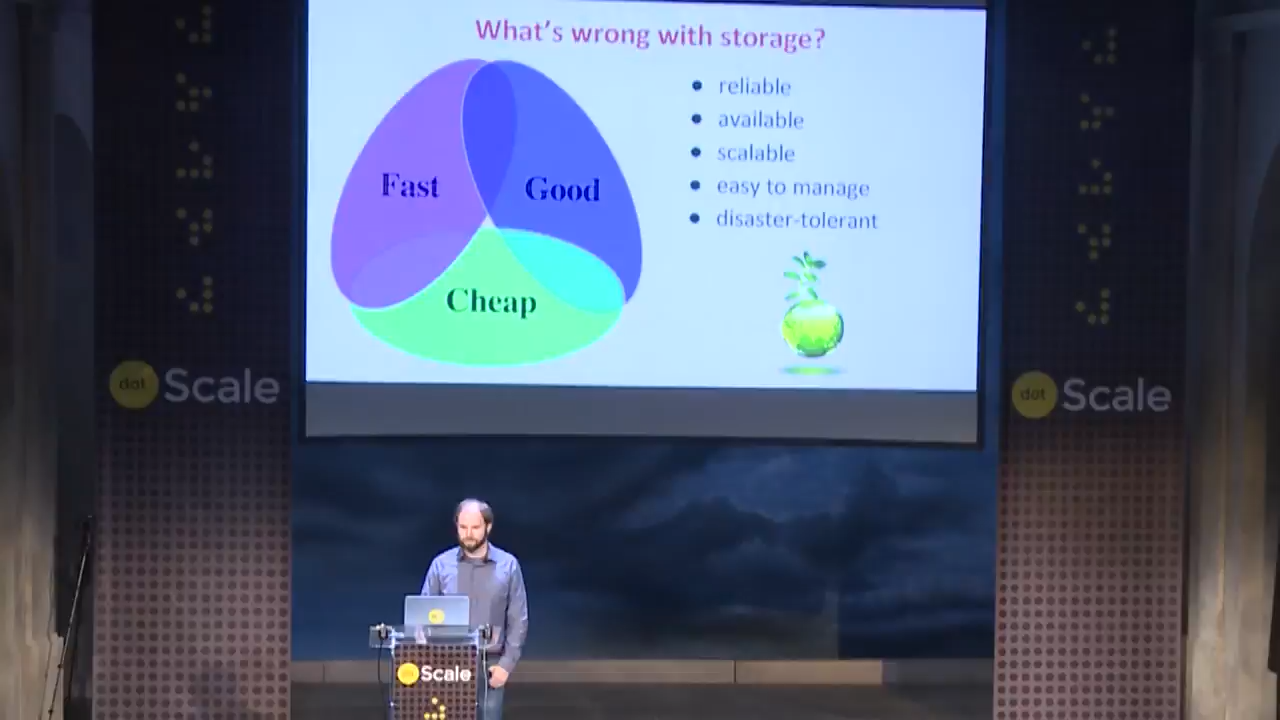 What's wrong with storage?
Fast
Good
Cheap
• reliable
• available
• scalable
• easy to manage
• disaster-tolerant
dot Scale
dot Scale
Scale